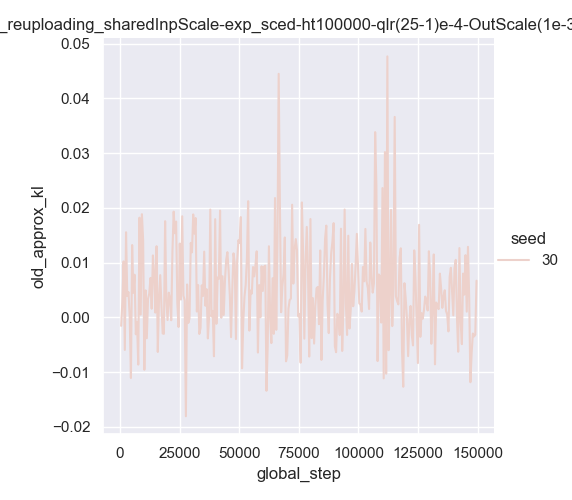 _reuploading_sharedInpScale-exp_sced-ht100000-qlr(25-1)e-4-OutScale(1e-3
0.05
0.04
0.03
0.02
0.01
0.00
−0.01
−0.02
old_approx_kl
0 25000 50000 75000 100000 125000 150000
global_step
seed
30